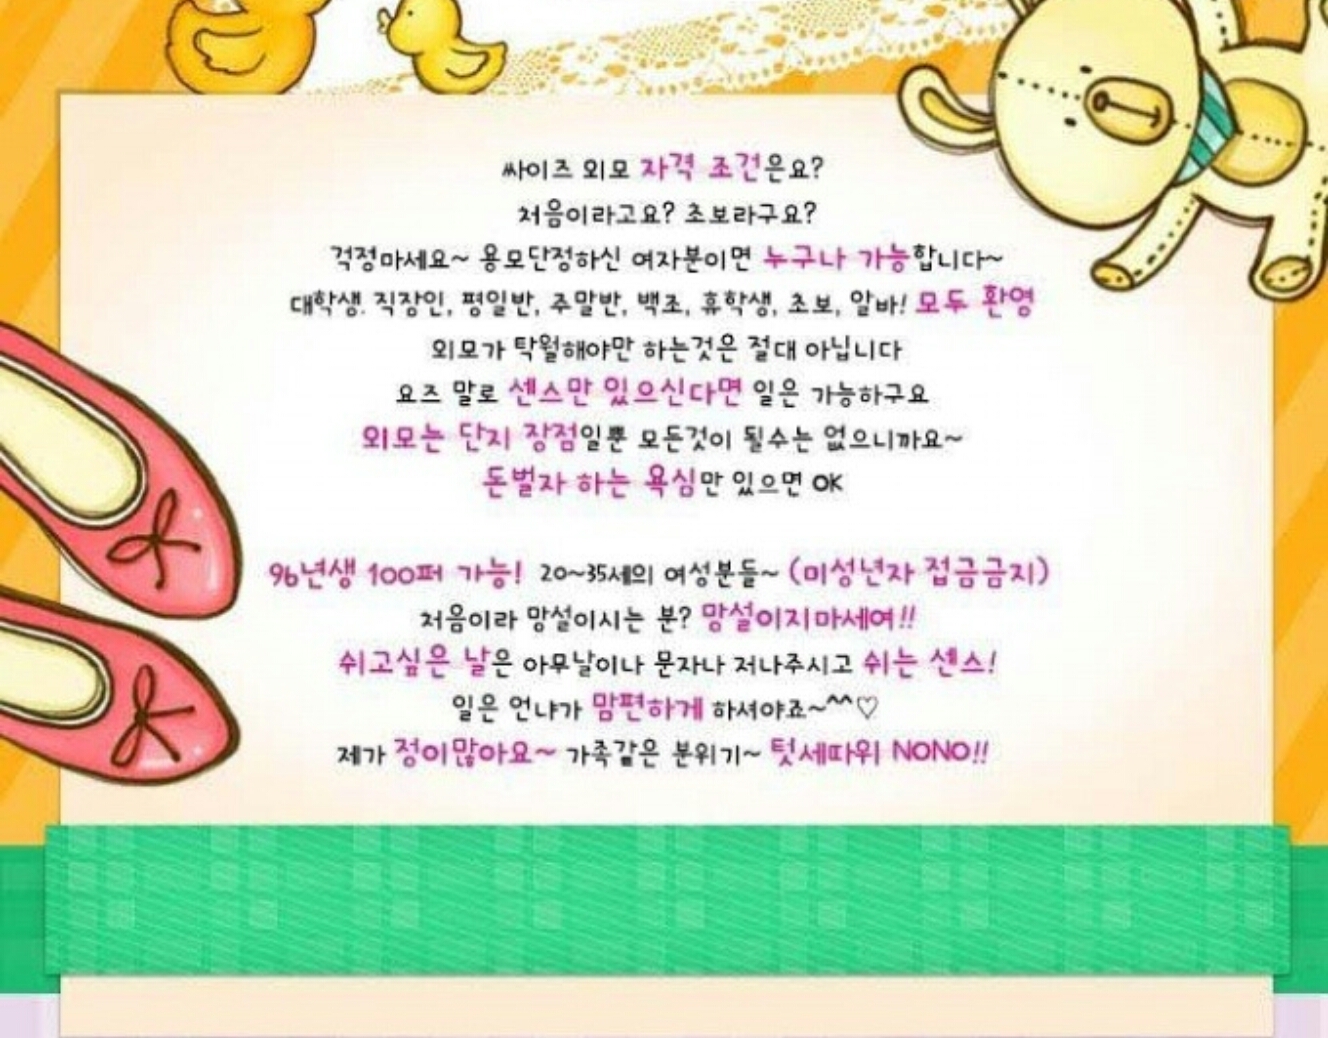 싸이즈 외모 자격 조건은요?
처음이라고요? 초보라구요?
걱정마세요~ 용모단정하신 여자분이면 누구나 가능합니다~
대학생. 직장인, 평일반, 주말반, 백조, 휴학생, 초보, 알바! 모두 환영
외모가 탁월해야만 하는것은 절대 아닙니다
요즈 말로 센스만 있으신다면 일은 가능하구요
외모는 단지 장점일뿐 모든것이 될수는 없으니까요~
돈벌자 하는 욕심만 있으면 OK
96년생 100퍼 가능! 20~35세의 여성분들~ (미성년자 접금금지)
처음이라 망설이시는 분? 망설이지마세여!!
쉬고싶은 날은 아무날이나 문자나 저나주시고 쉬는 센스!
일은 언냐가 맘편하게 하셔야죠~^^♡
제가 정이많아요~ 가족같은 분위기~ 텃세따위 NONO!!